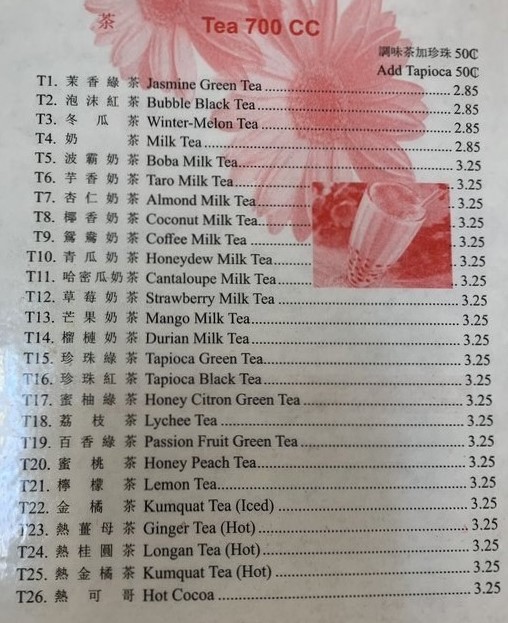 茶
Tea 700 CC
調味茶加珍珠 50₵
Add Tapioca 50₵
T1. 茉香綠茶 Jasmine Green Tea 2.85
T2. 泡沫紅茶 Bubble Black Tea 2.85
T3. 冬瓜茶 Winter-Melon Tea 2.85
T4. 奶茶 Milk Tea 2.85
T5. 波霸奶茶 Boba Milk Tea 3.25
T6. 芋香奶茶 Taro Milk Tea 3.25
T7. 杏仁奶茶 Almond Milk Tea 3.25
T8. 椰香奶茶 Coconut Milk Tea 3.25
T9. 鴛鴦奶茶 Coffee Milk Tea 3.25
T10. 青瓜奶茶 Honeydew Milk Tea 3.25
T11. 哈密瓜奶茶 Cantaloupe Milk Tea 3.25
T12. 草莓奶茶 Strawberry Milk Tea 3.25
T13. 芒果奶茶 Mango Milk Tea 3.25
T14. 榴槤奶茶 Durian Milk Tea 3.25
T15. 珍珠綠茶 Tapioca Green Tea 3.25
T16. 珍珠紅茶 Tapioca Black Tea 3.25
T17. 蜜柚綠茶 Honey Citron Green Tea 3.25
T18. 荔枝茶 Lychee Tea 3.25
T19. 百香綠茶 Passion Fruit Green Tea 3.25
T20. 蜜桃茶 Honey Peach Tea 3.25
T21. 檸檬茶 Lemon Tea 3.25
T22. 金橘茶 Kumquat Tea (Iced) 3.25
T23. 熱薑母茶 Ginger Tea (Hot) 3.25
T24. 熱桂圓茶 Longan Tea (Hot) 3.25
T25. 熱金橘茶 Kumquat Tea (Hot) 3.25
T26. 熱可哥 Hot Cocoa 3.25